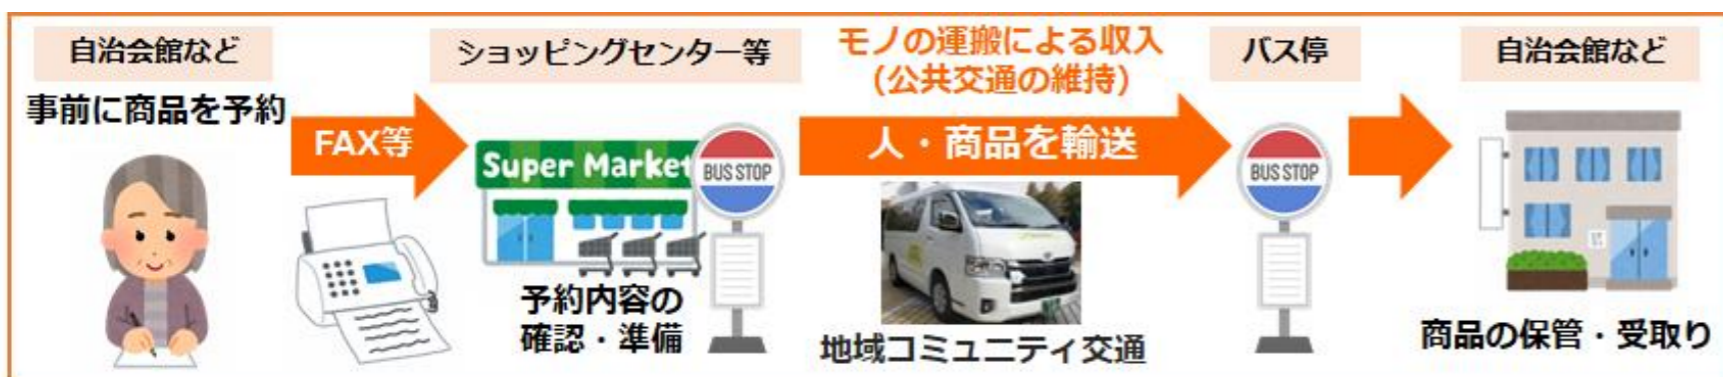 自治会館など
事前に商品を予約
FAX等
ショッピングセンター等
Super Market
BUS STOP
予約内容の
確認・準備
モノの運搬による収入
(公共交通の維持)
人・商品を輸送
地域コミュニティ交通
バス停
BUS STOP
自治会館など
商品の保管・受取り